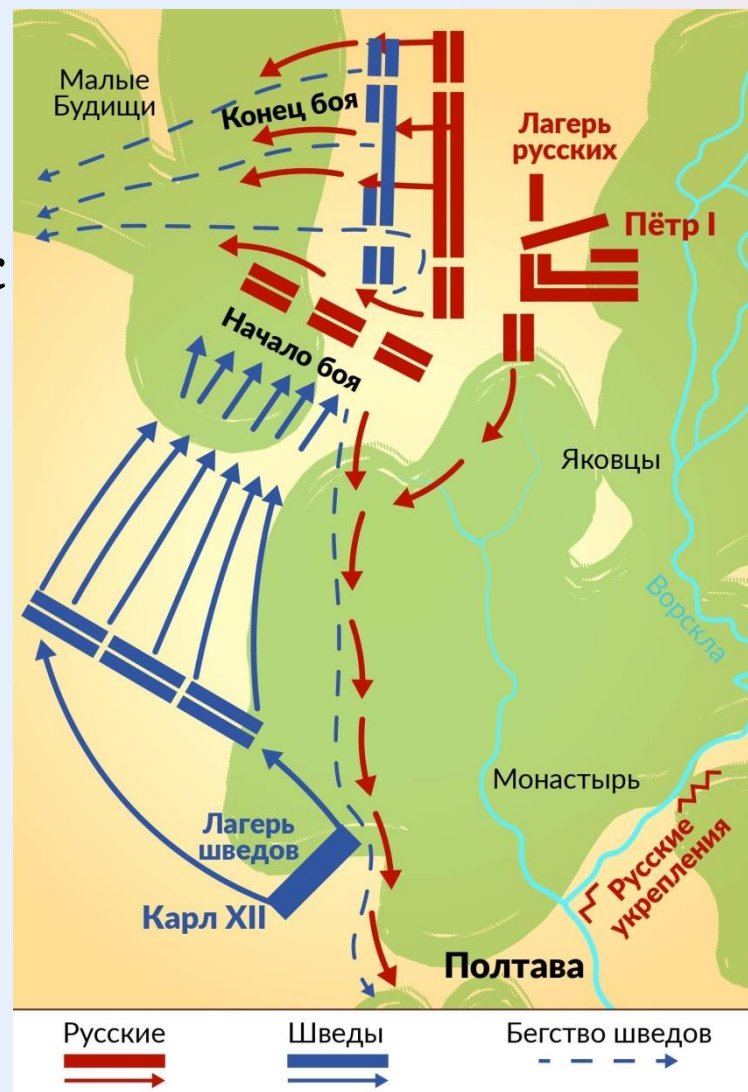 Малые
Будищи
Конец боя
Лагерь
русских
Пётр I
с
Начало боя
Яковцы
Ворскла
Монастырь
Лагерь
шведов
Русские
укрепления
Карл XII
Полтава
Русские
Шведы
Бегство шведов